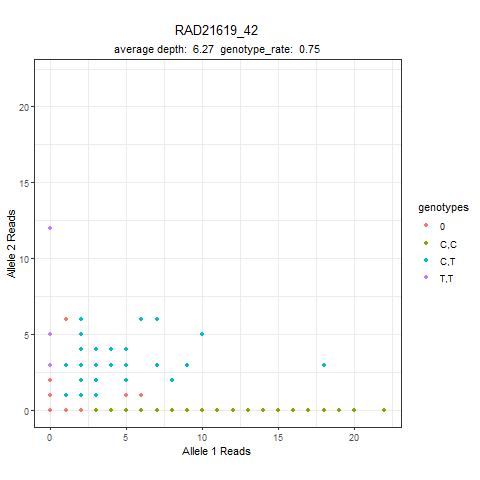 RAD21619_42
average depth: 6.27 genotype_rate: 0.75
20
15
10
5
0
Allele 2 Reads
0 5 10 15 20
Allele 1 Reads
genotypes
0
C,C
C,T
T,T